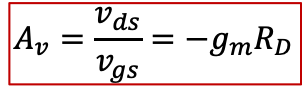 A_v = v_ds / v_gs = −g_m R_D